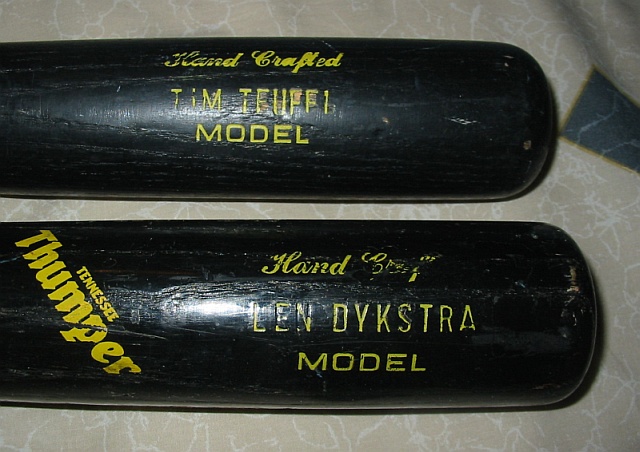 Hand Crafted
TIM TEUFEL
MODEL
TENNESSEE
Thumper
Hand
LEN DYKSTRA
MODEL